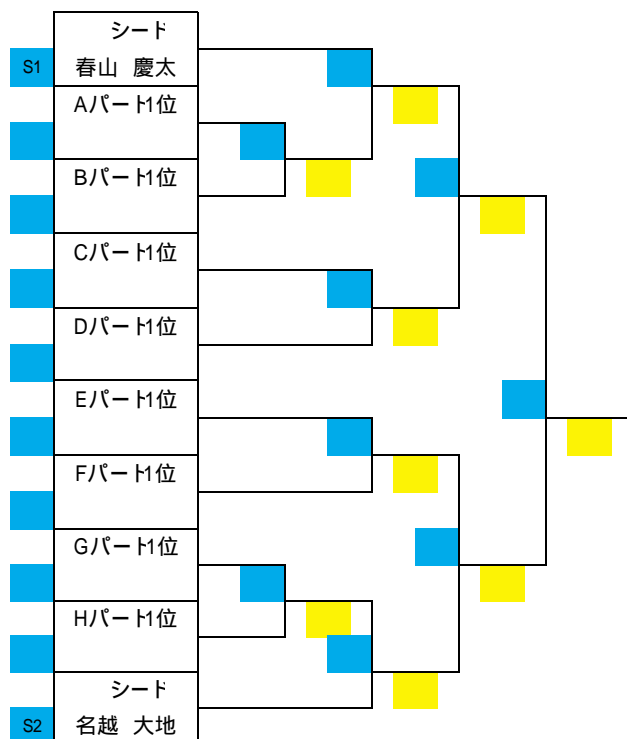 シード
S1 春山 慶太
Aパート1位
Bパート1位
Cパート1位
Dパート1位
Eパート1位
Fパート1位
Gパート1位
Hパート1位
シード
S2 名越 大地